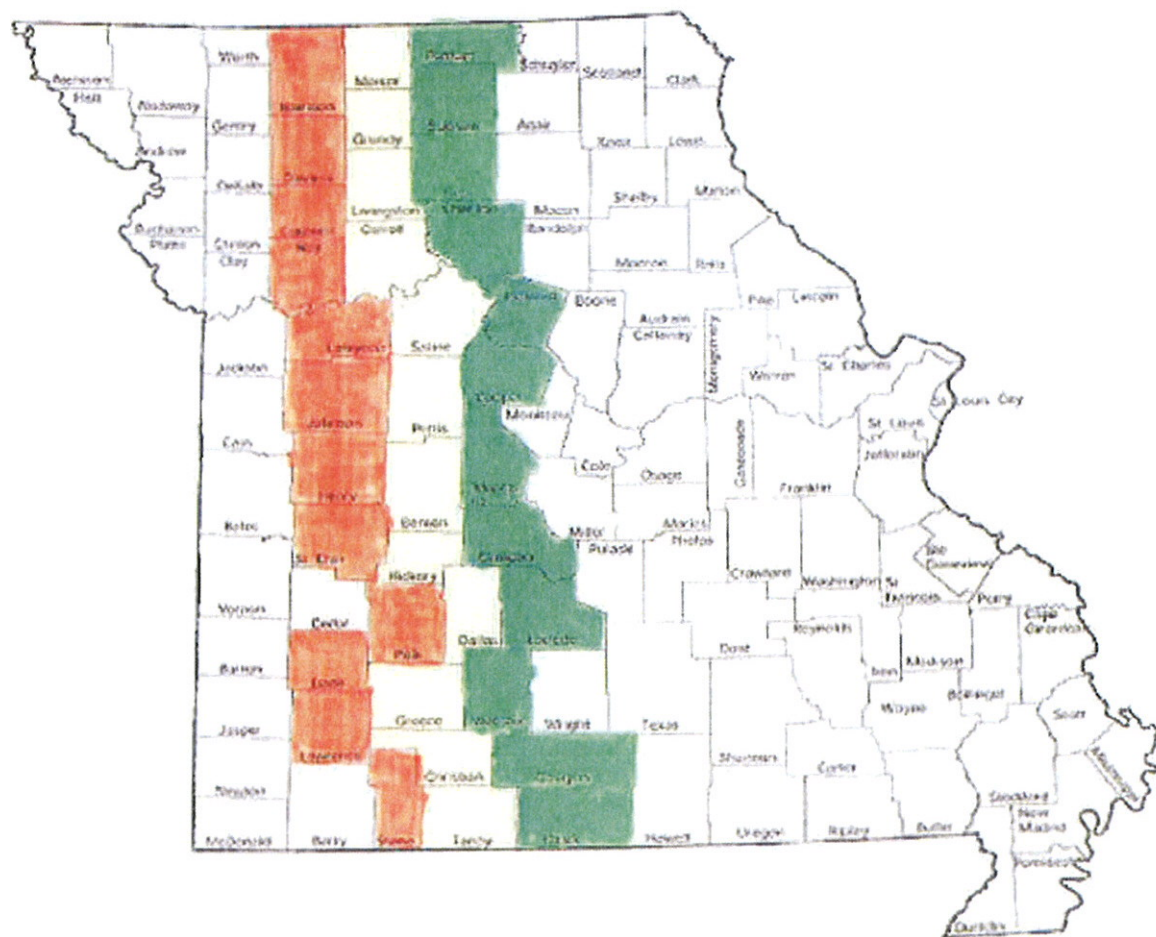 Worth
Harrison
Mercer
Putnam
Schuyler
Scotland
Clark
Atchison
Holt
Nodaway
Andrew
Gentry
Grundy
Sullivan
Adair
Knox
Lewis
DeKalb
Daviess
Shelby
Marion
Livingston
Macon
Buchanan
Platte
Clinton
Clay
Ray
Carroll
Chariton
Randolph
Monroe
Ralls
Howard
Boone
Pike
Lincoln
Audrain
Callaway
Montgomery
Lafayette
Saline
Warren
St. Charles
Jackson
Cooper
Moniteau
St. Louis City
St. Louis
Jefferson
Cass
Johnson
Pettis
Cole
Osage
Gasconade
Franklin
Henry
Morgan
Bates
Benton
Miller
Maries
Pulaski
Phelps
St. Clair
Camden
Hickory
Crawford
Washington
Ste
Genevieve
St
Francois
Perry
Vernon
Cedar
Polk
Dallas
Laclede
Dent
Reynolds
Iron
Madison
Cape
Girardeau
Barton
Dade
Bollinger
Wayne
Scott
Jasper
Lawrence
Greene
Webster
Wright
Texas
Shannon
Carter
Mississippi
Newton
Christian
Douglas
Stoddard
New
Madrid
McDonald
Barry
Stone
Taney
Ozark
Howell
Oregon
Ripley
Butler
Pemiscot
Dunklin